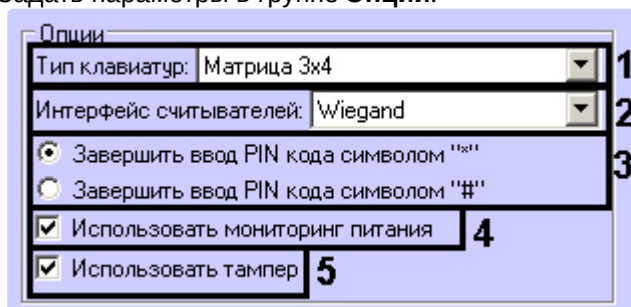 Задать параметры в группе Опции.
Опции
Тип клавиатур: Матрица 3x4 1
Интерфейс считывателей: Wiegand 2
Завершить ввод PIN кода символом "*"
3
Завершить ввод PIN кода символом "#"
Использовать мониторинг питания 4
Использовать тампер 5